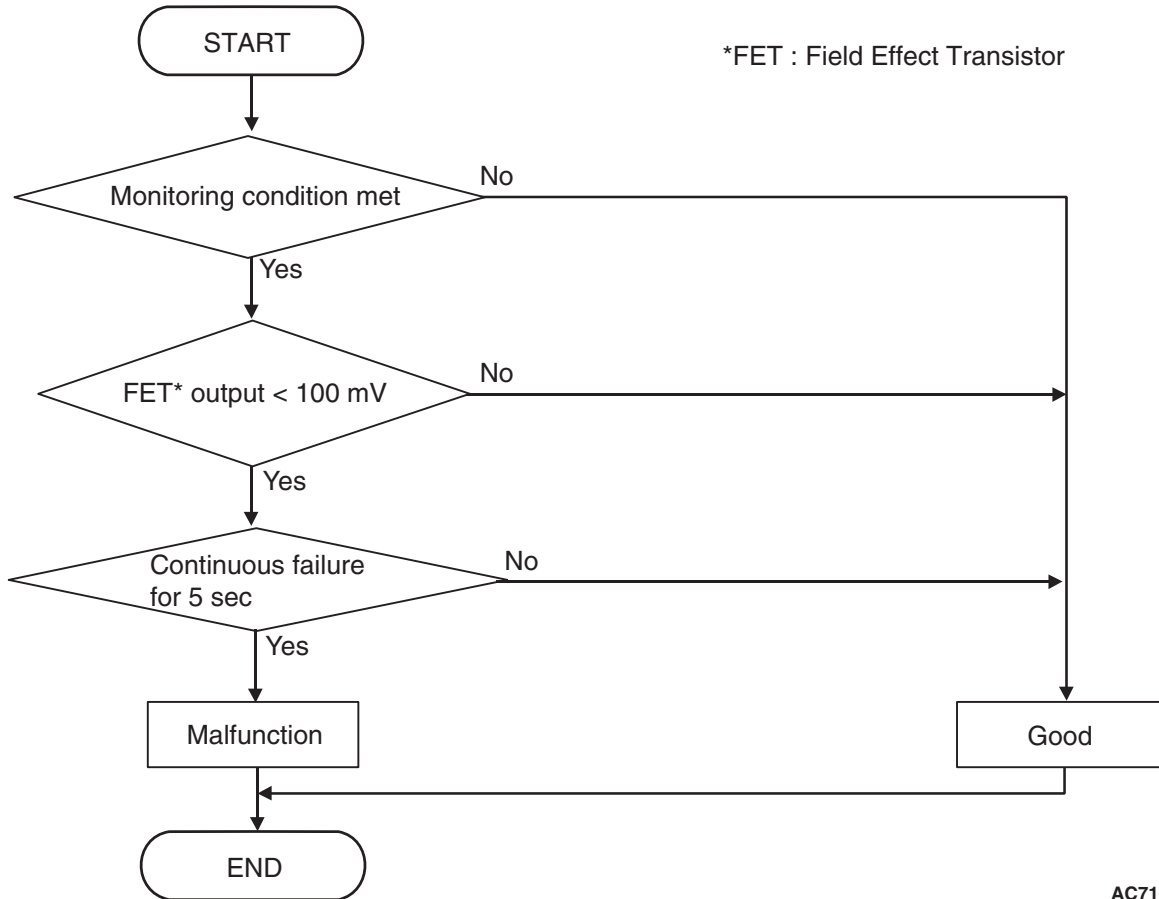 START
*FET : Field Effect Transistor
Monitoring condition met
No
Yes
FET* output < 100 mV
No
Yes
Continuous failure
for 5 sec
No
Yes
Malfunction
Good
END
AC71